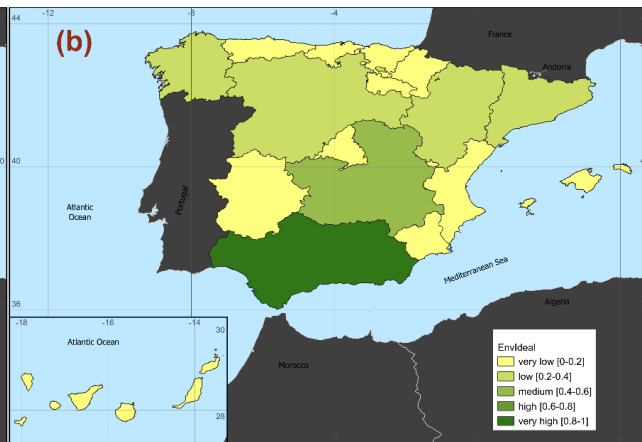 -12 -8 -4 0
44
(b)
France
Andorra
40
0
Atlantic
Ocean
Portugal
Mediterranean Sea
36
Algeria
Morocco
-18 -16 -14 30
Atlantic Ocean
28
EnvIdeal
very low [0-0.2]
low [0.2-0.4]
medium [0.4-0.6]
high [0.6-0.8]
very high [0.8-1]